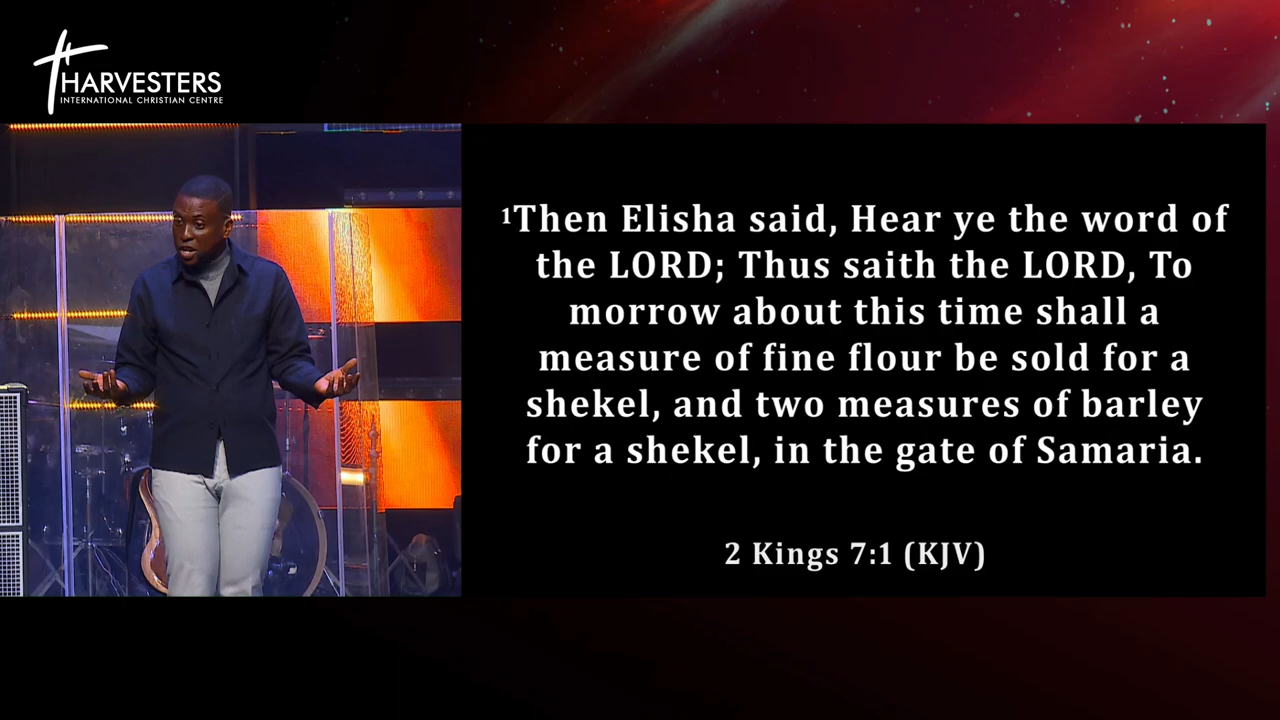 HARVESTERS
INTERNATIONAL CHRISTIAN CENTRE
¹Then Elisha said, Hear ye the word of
the LORD; Thus saith the LORD, To
morrow about this time shall a
measure of fine flour be sold for a
shekel, and two measures of barley
for a shekel, in the gate of Samaria.
2 Kings 7:1 (KJV)